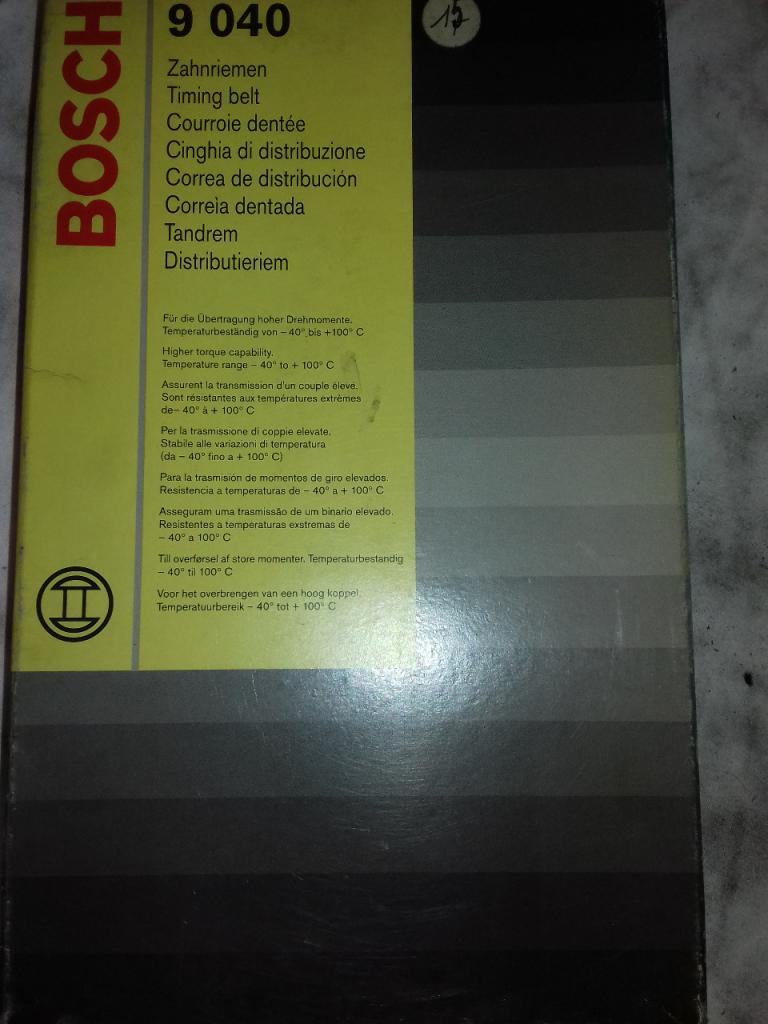 BOSCH
9 040
Zahnriemen
Timing belt
Courroie dentée
Cinghia di distribuzione
Correa de distribución
Correia dentada
Tandrem
Distributieriem
Für die Übertragung hoher Drehmomente.
Temperaturbeständig von – 40° bis +100° C
Higher torque capability.
Temperature range – 40° to + 100° C
Assurent la transmission d'un couple éleve.
Sont résistantes aux températures extrèmes
de– 40° à + 100° C
Per la trasmissione di coppie elevate.
Stabile alle variazioni di temperatura
(da – 40° fino a + 100° C)
Para la trasmisión de momentos de giro elevados.
Resistencia a temperaturas de – 40° a + 100° C
Asseguram uma trasmissão de um binario elevado.
Resistentes a temperaturas exstremas de
– 40° a 100° C
Till overførsel af store momenter. Temperaturbestandig
– 40° til 100° C
Voor het overbrengen van een hoog koppel.
Temperatuurbereik – 40° tot + 100° C